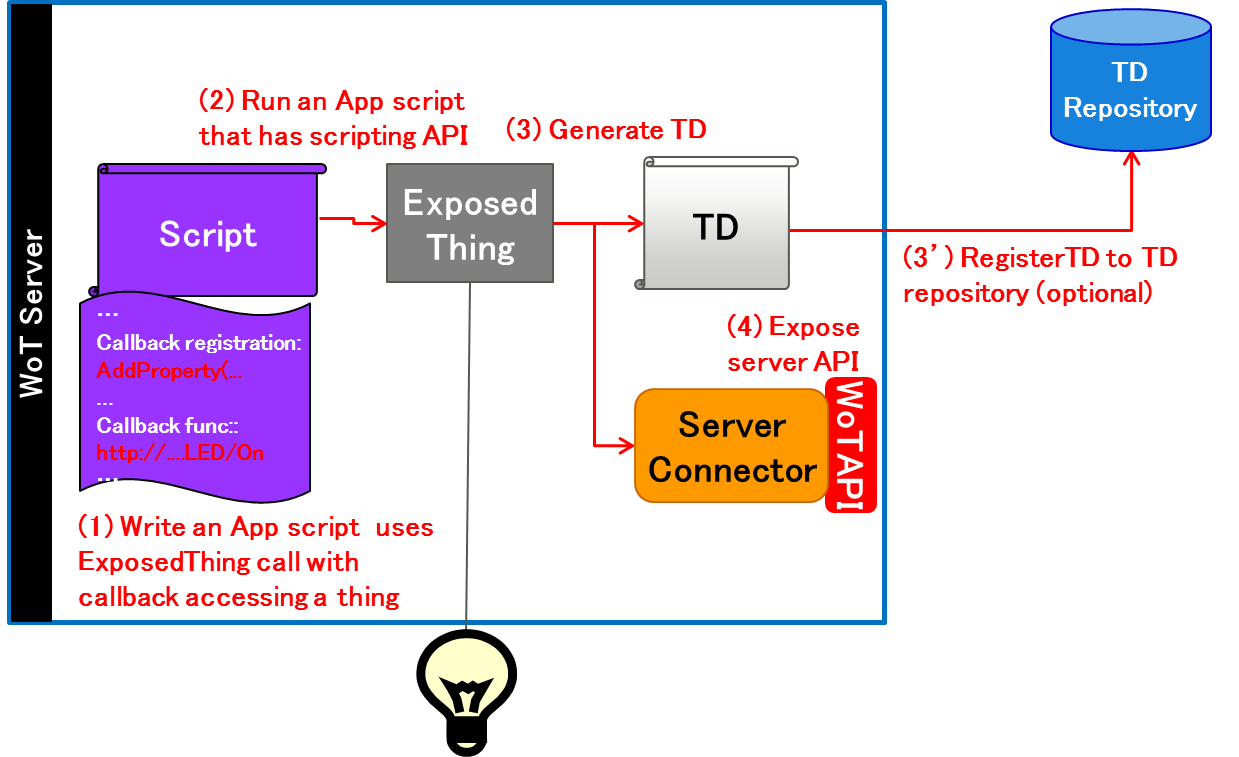 WoT Server
(2) Run an App script
that has scripting API
(3) Generate TD
TD
Repository
Script
Exposed
Thing
TD
(3’) RegisterTD to TD
repository (optional)
...
Callback registration:
AddProperty(...
...
Callback func::
http://....LED/On
...
(4) Expose
server API
Server
Connector
WoT API
(1) Write an App script uses
ExposedThing call with
callback accessing a thing